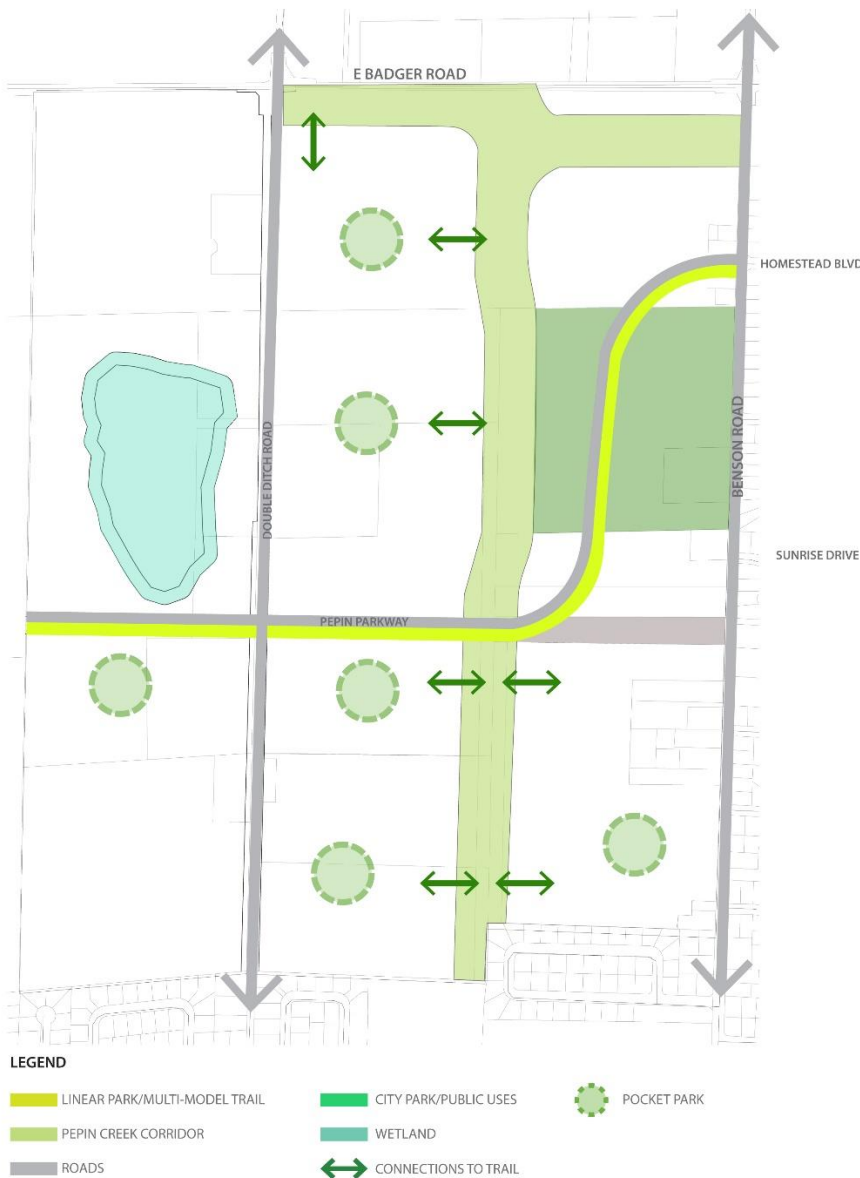 E BADGER ROAD
HOMESTEAD BLVD
DOUBLE DITCH ROAD
BENSON ROAD
SUNRISE DRIVE
PEPIN PARKWAY
LEGEND
LINEAR PARK/MULTI-MODEL TRAIL
CITY PARK/PUBLIC USES
POCKET PARK
PEPIN CREEK CORRIDOR
WETLAND
ROADS
CONNECTIONS TO TRAIL